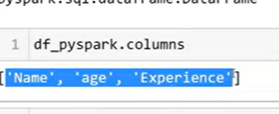 pyspark.sql.dataframe.DataFrame
1 df_pyspark.columns
['Name', 'age', 'Experience']